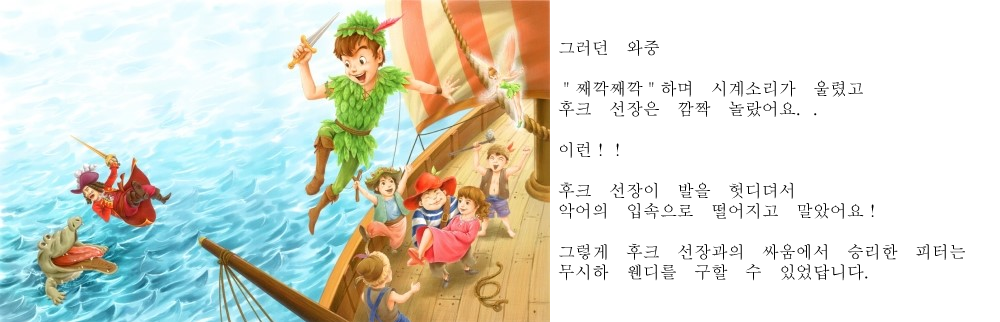 그러던 와중
"째깍째깍"하며 시계소리가 울렸고
후크 선장은 깜짝 놀랐어요. .
이런! !
후크 선장이 발을 헛디뎌서
악어의 입속으로 떨어지고 말았어요!
그렇게 후크 선장과의 싸움에서 승리한 피터는
무시하 웬디를 구할 수 있었답니다.